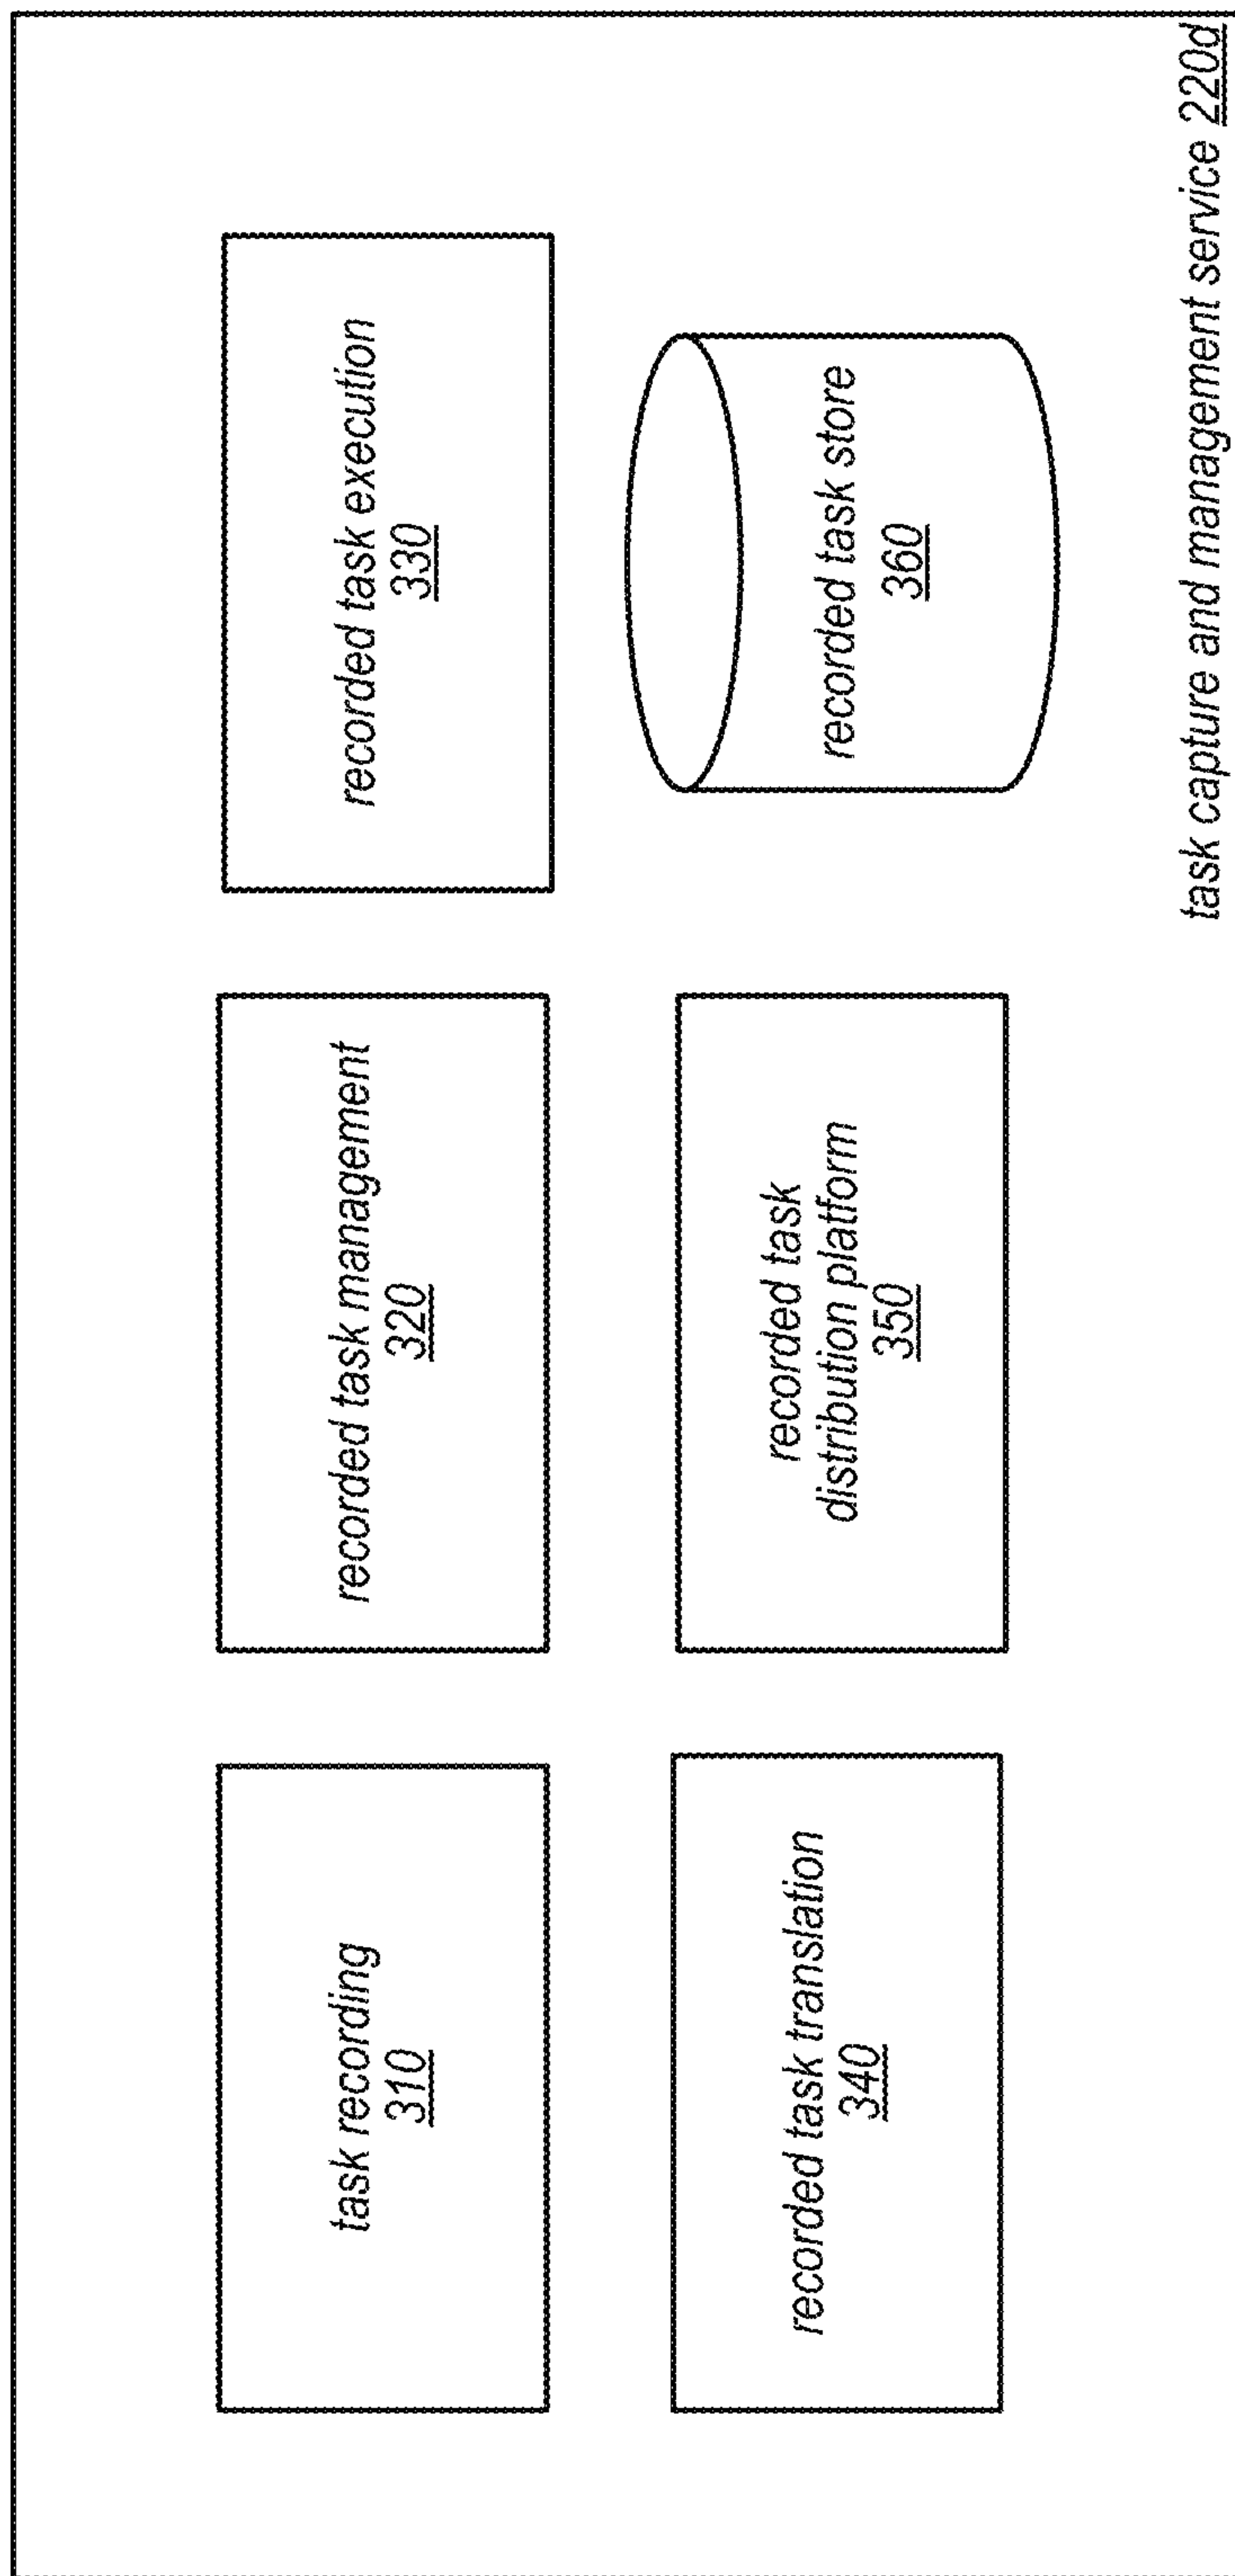 task recording
310
recorded task management
320
recorded task execution
330
recorded task translation
340
recorded task
distribution platform
350
recorded task store
360
task capture and management service 220d